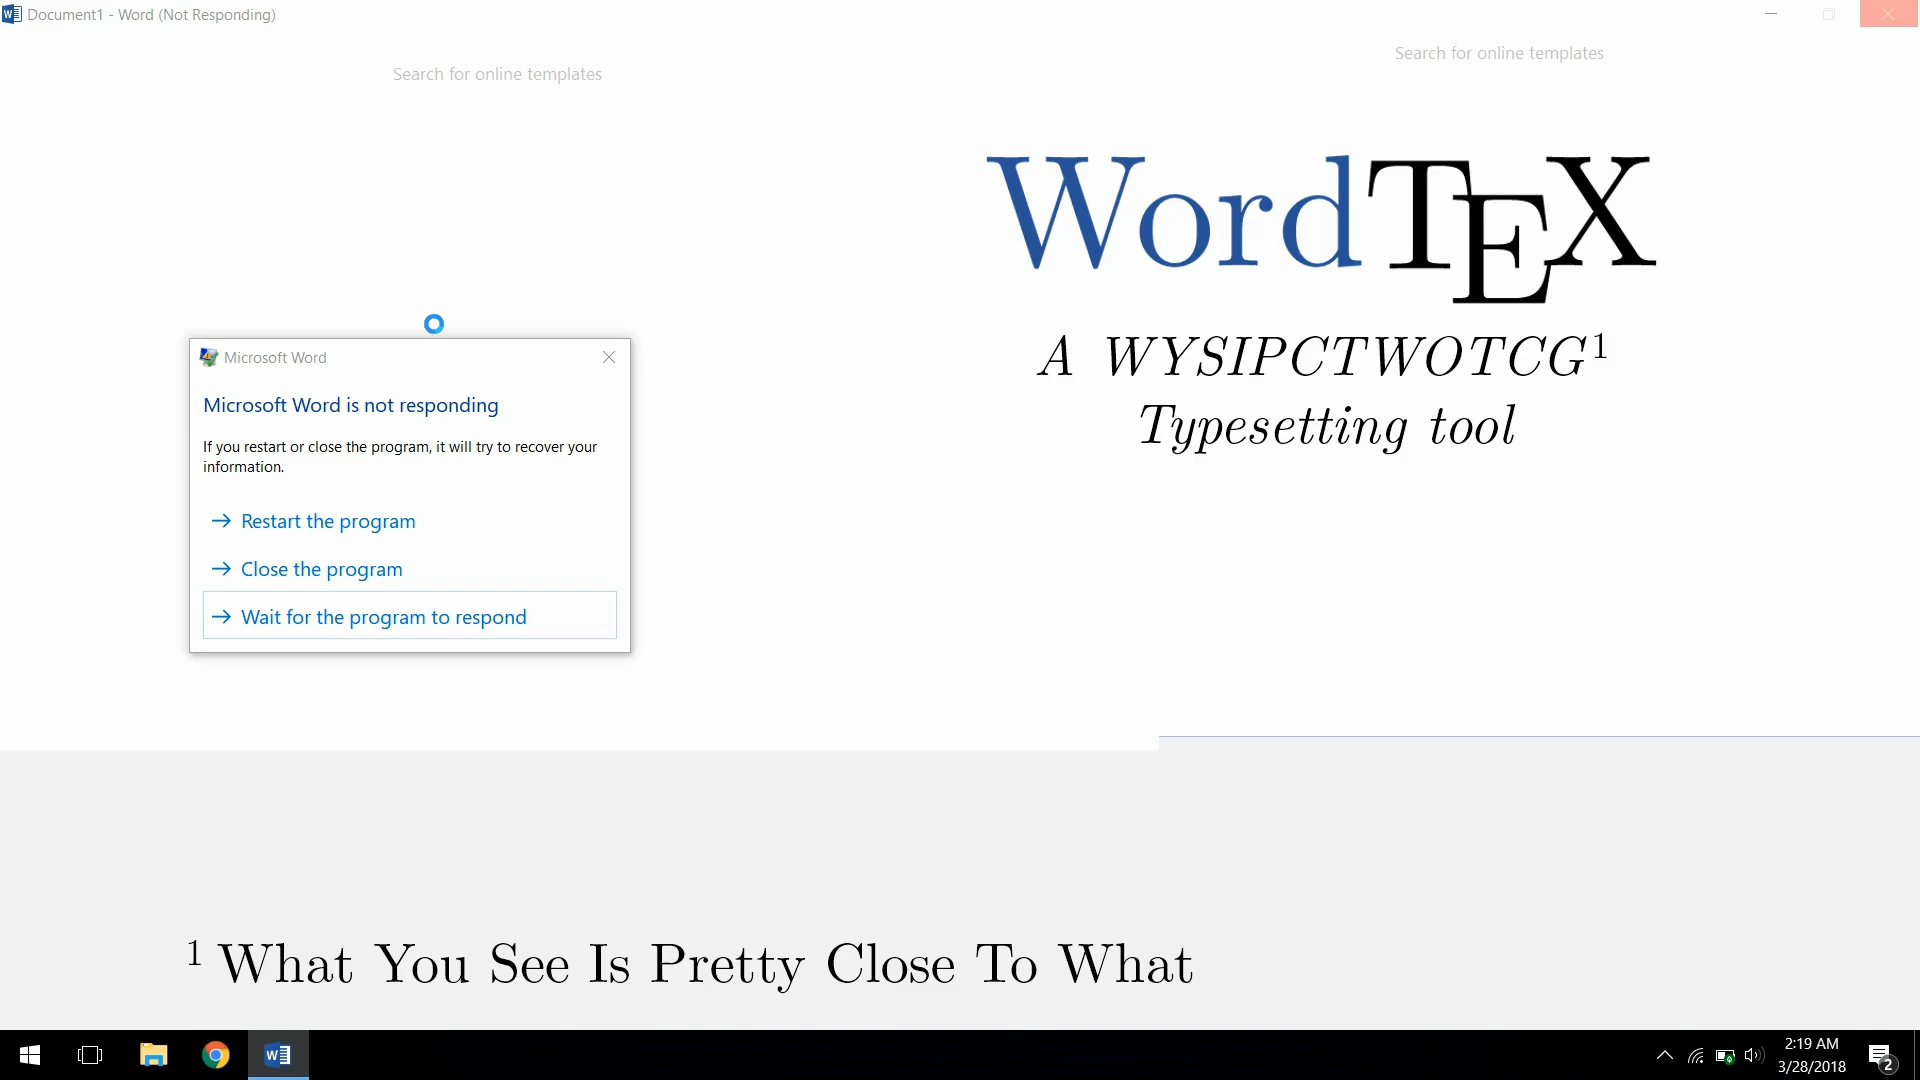 Document1 - Word (Not Responding)
Search for online templates
Search for online templates
WordTEX
A WYSIPCTWOTCG¹
Typesetting tool
Microsoft Word
Microsoft Word is not responding
If you restart or close the program, it will try to recover your
information.
→ Restart the program
→ Close the program
→ Wait for the program to respond
¹ What You See Is Pretty Close To What
2:19 AM
3/28/2018
2